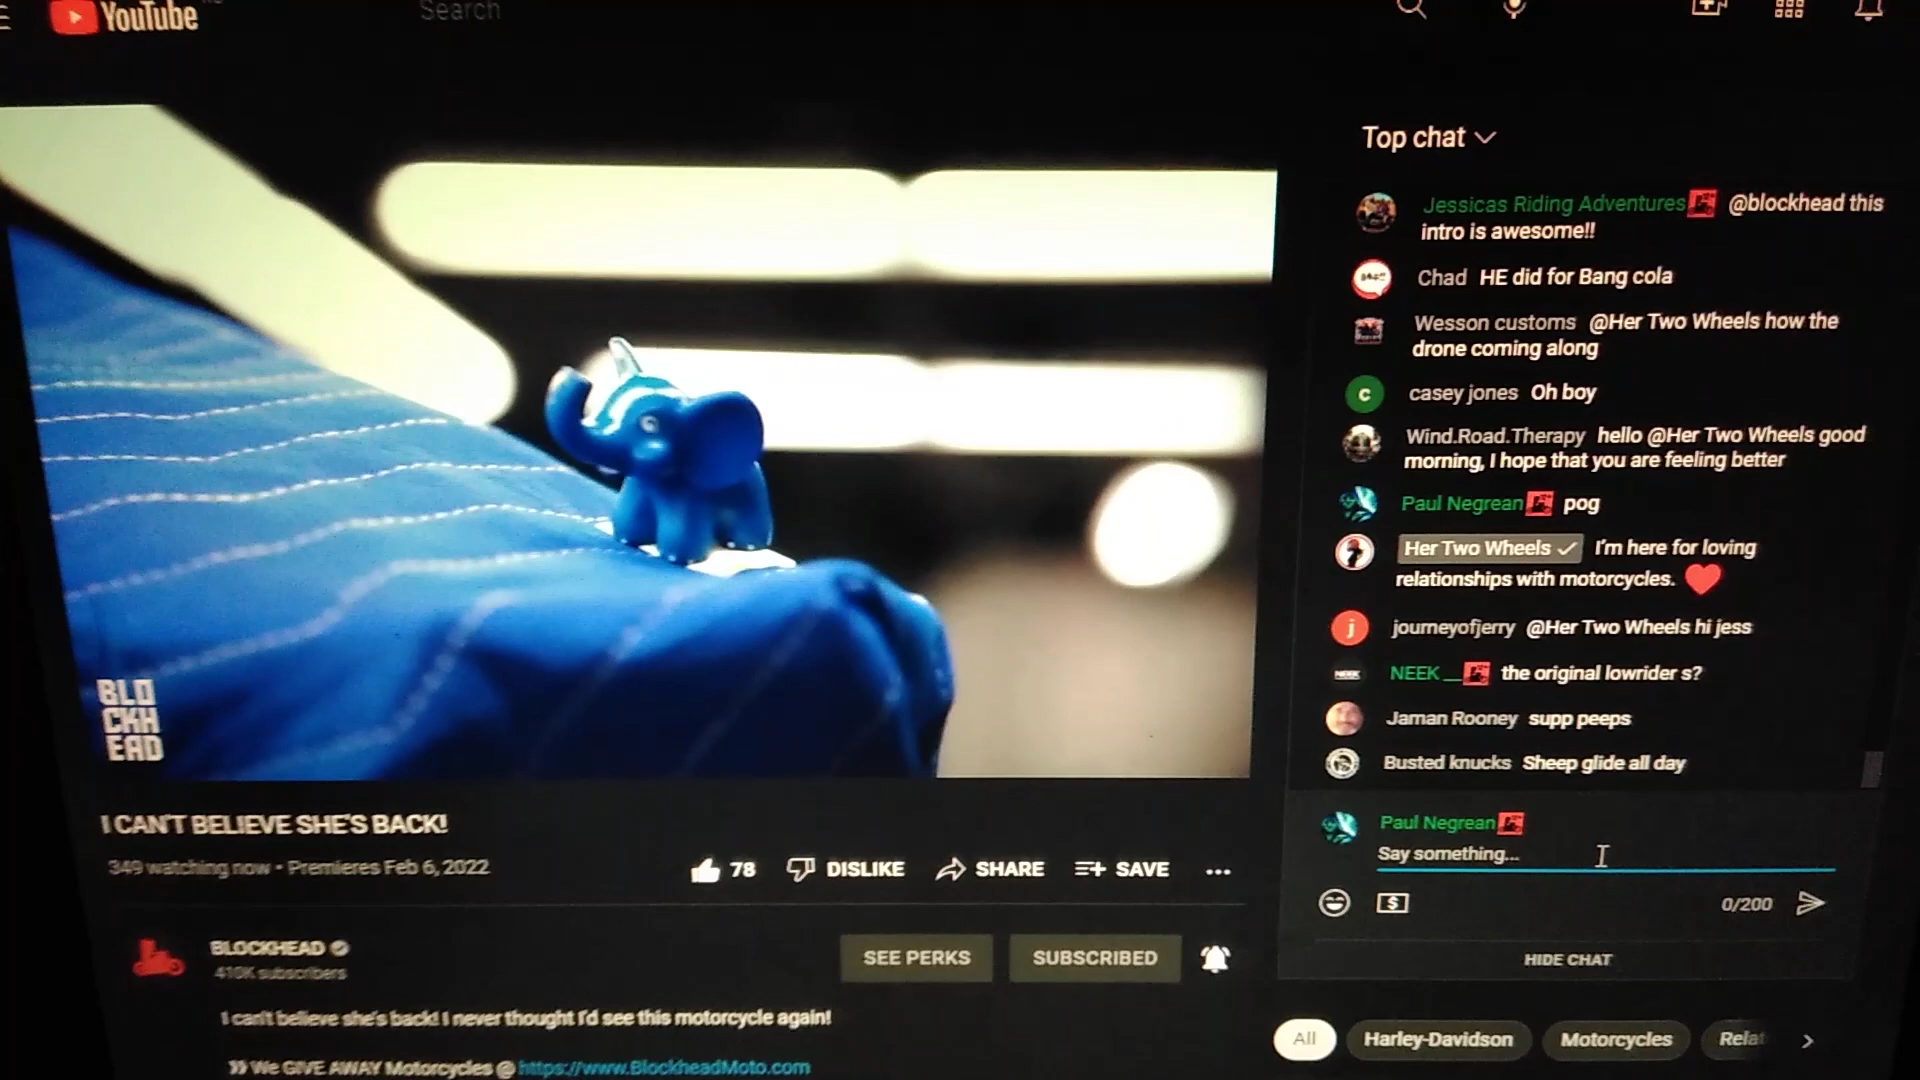 YouTube
Search
Top chat
Jessicas Riding Adventures @blockhead this
intro is awesome!!
Chad HE did for Bang cola
Wesson customs @Her Two Wheels how the
drone coming along
c casey jones Oh boy
Wind.Road.Therapy hello @Her Two Wheels good
morning, I hope that you are feeling better
Paul Negrean pog
Her Two Wheels I'm here for loving
relationships with motorcycles.
j journeyofjerry @Her Two Wheels hi jess
NEEK NEEK__ the original lowrider s?
Jaman Rooney supp peeps
Busted knucks Sheep glide all day
Paul Negrean
Say something...
$ 0/200
HIDE CHAT
BLO
CKH
EAD
I CAN'T BELIEVE SHE'S BACK!
349 watching now • Premieres Feb 6, 2022
78 DISLIKE SHARE SAVE ...
BLOCKHEAD
410K subscribers
SEE PERKS SUBSCRIBED
I can't believe she's back! I never thought I'd see this motorcycle again!
We GIVE AWAY Motorcycles @ https://www.BlockheadMoto.com
All Harley-Davidson Motorcycles Relat